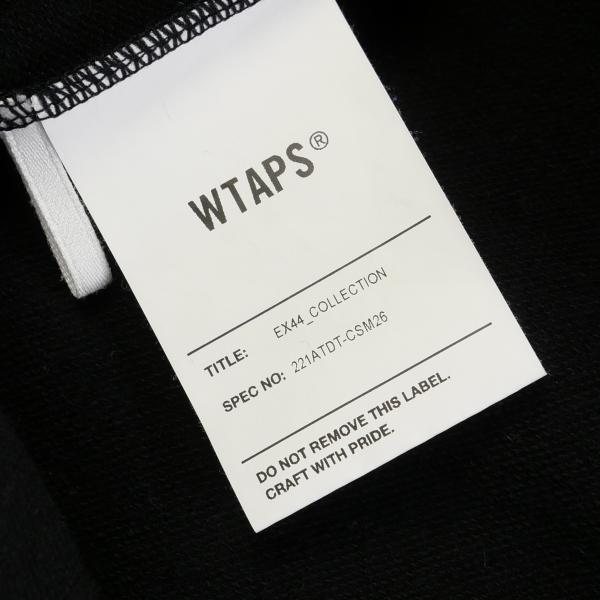 WTAPS®
TITLE: EX44_COLLECTION
SPEC NO: 221ATDT-CSM26
DO NOT REMOVE THIS LABEL.
CRAFT WITH PRIDE.